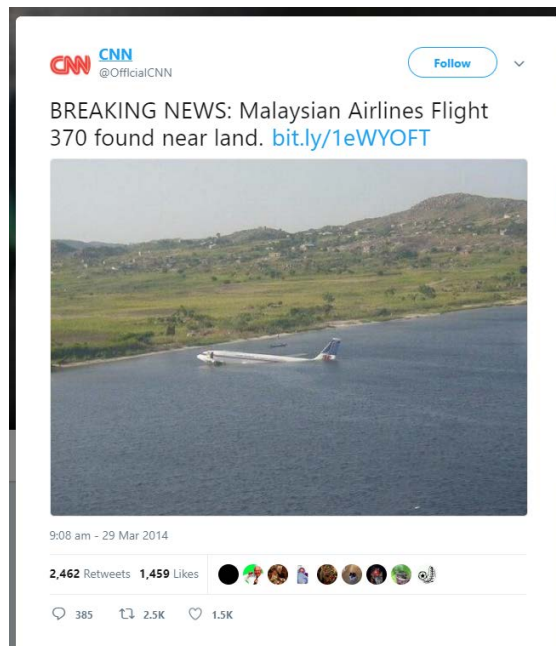 CNN
CNN
@OffıcialCNN
Follow
BREAKING NEWS: Malaysian Airlines Flight
370 found near land. bit.ly/1eWYOFT
9:08 am - 29 Mar 2014
2,462 Retweets 1,459 Likes
385 2.5K 1.5K